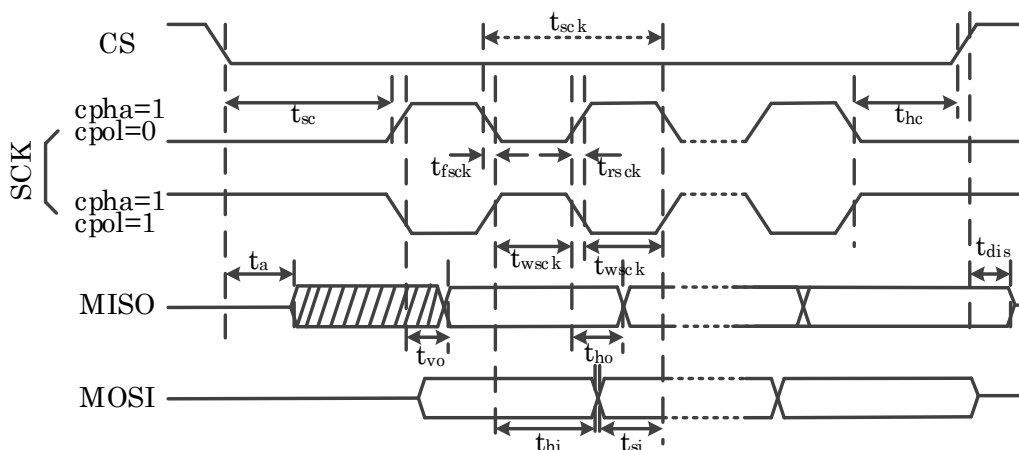 CS
t_sck
cpha=1
cpol=0
t_sc
t_hc
SCK
t_fsck
t_rsck
cpha=1
cpol=1
t_wsck
t_wsck
t_a
t_dis
MISO
t_vo
t_ho
MOSI
t_hi
t_si